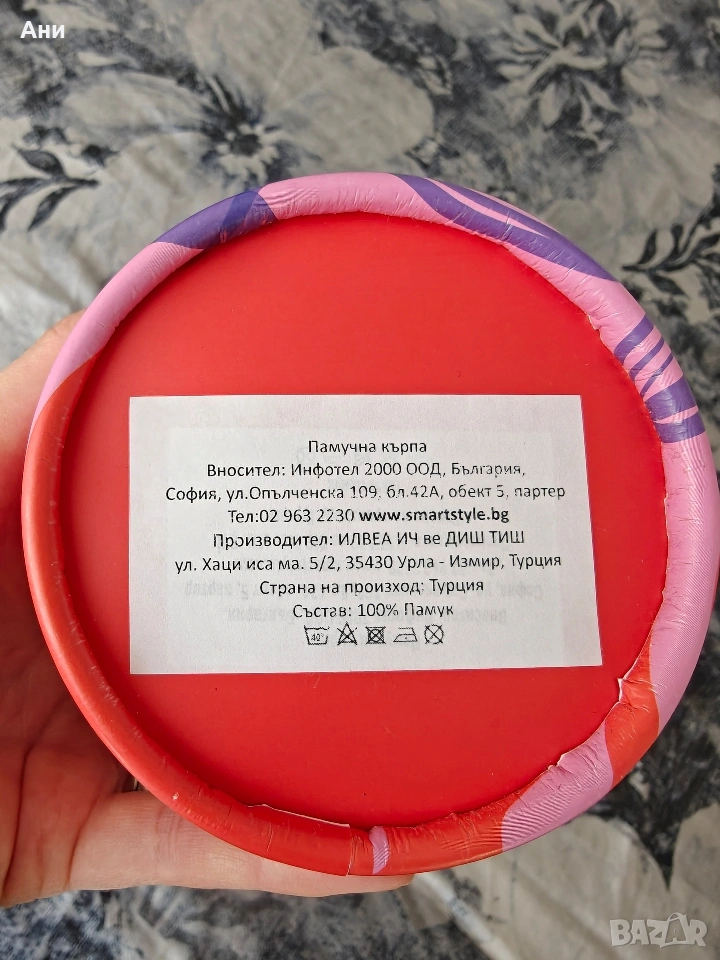 Ани
Памучна кърпа
Вносител: Инфотел 2000 ООД, България,
София, ул.Опълченска 109, бл.42А, обект 5, партер
Тел:02 963 2230 www.smartstyle.bg
Производител: ИЛВЕА ИЧ ве ДИШ ТИШ
ул. Хаци иса ма. 5/2, 35430 Урла - Измир, Турция
Страна на произход: Турция
Състав: 100% Памук
40°
BAZAR